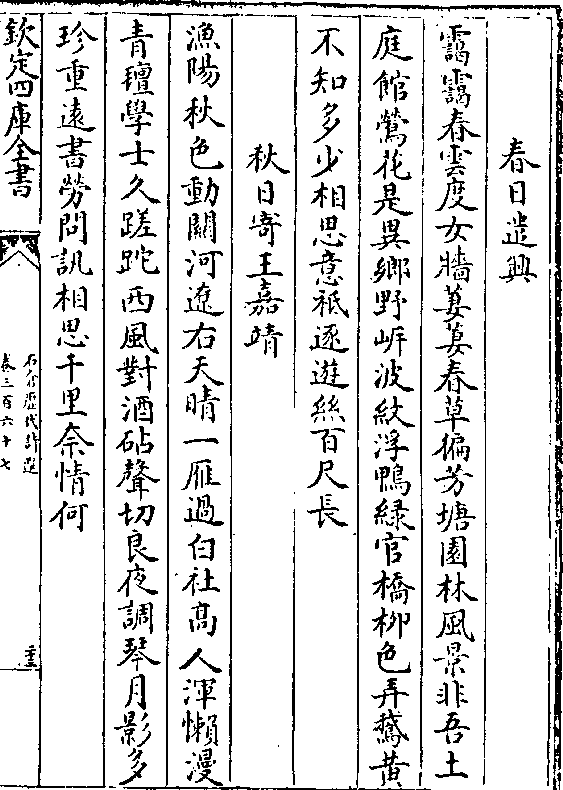 春日遣興
靄靄春雲度女牆萋萋春草徧芳塘園林風景非吾土
庭館鶯花是異鄉野㟁波紋浮鴨緑官橋柳色弄鵞黄
不知多少相思意祗逐遊絲百尺長
秋日寄王嘉靖
漁陽秋色動關河遼右天晴一雁過白社髙人渾懶漫
青瑣學士久蹉跎西風對酒砧聲切良夜調琴月影多
珍重逺書勞問訊相思千里奈情何
欽定四庫全書
石倉歴代詩選
卷三百六十七